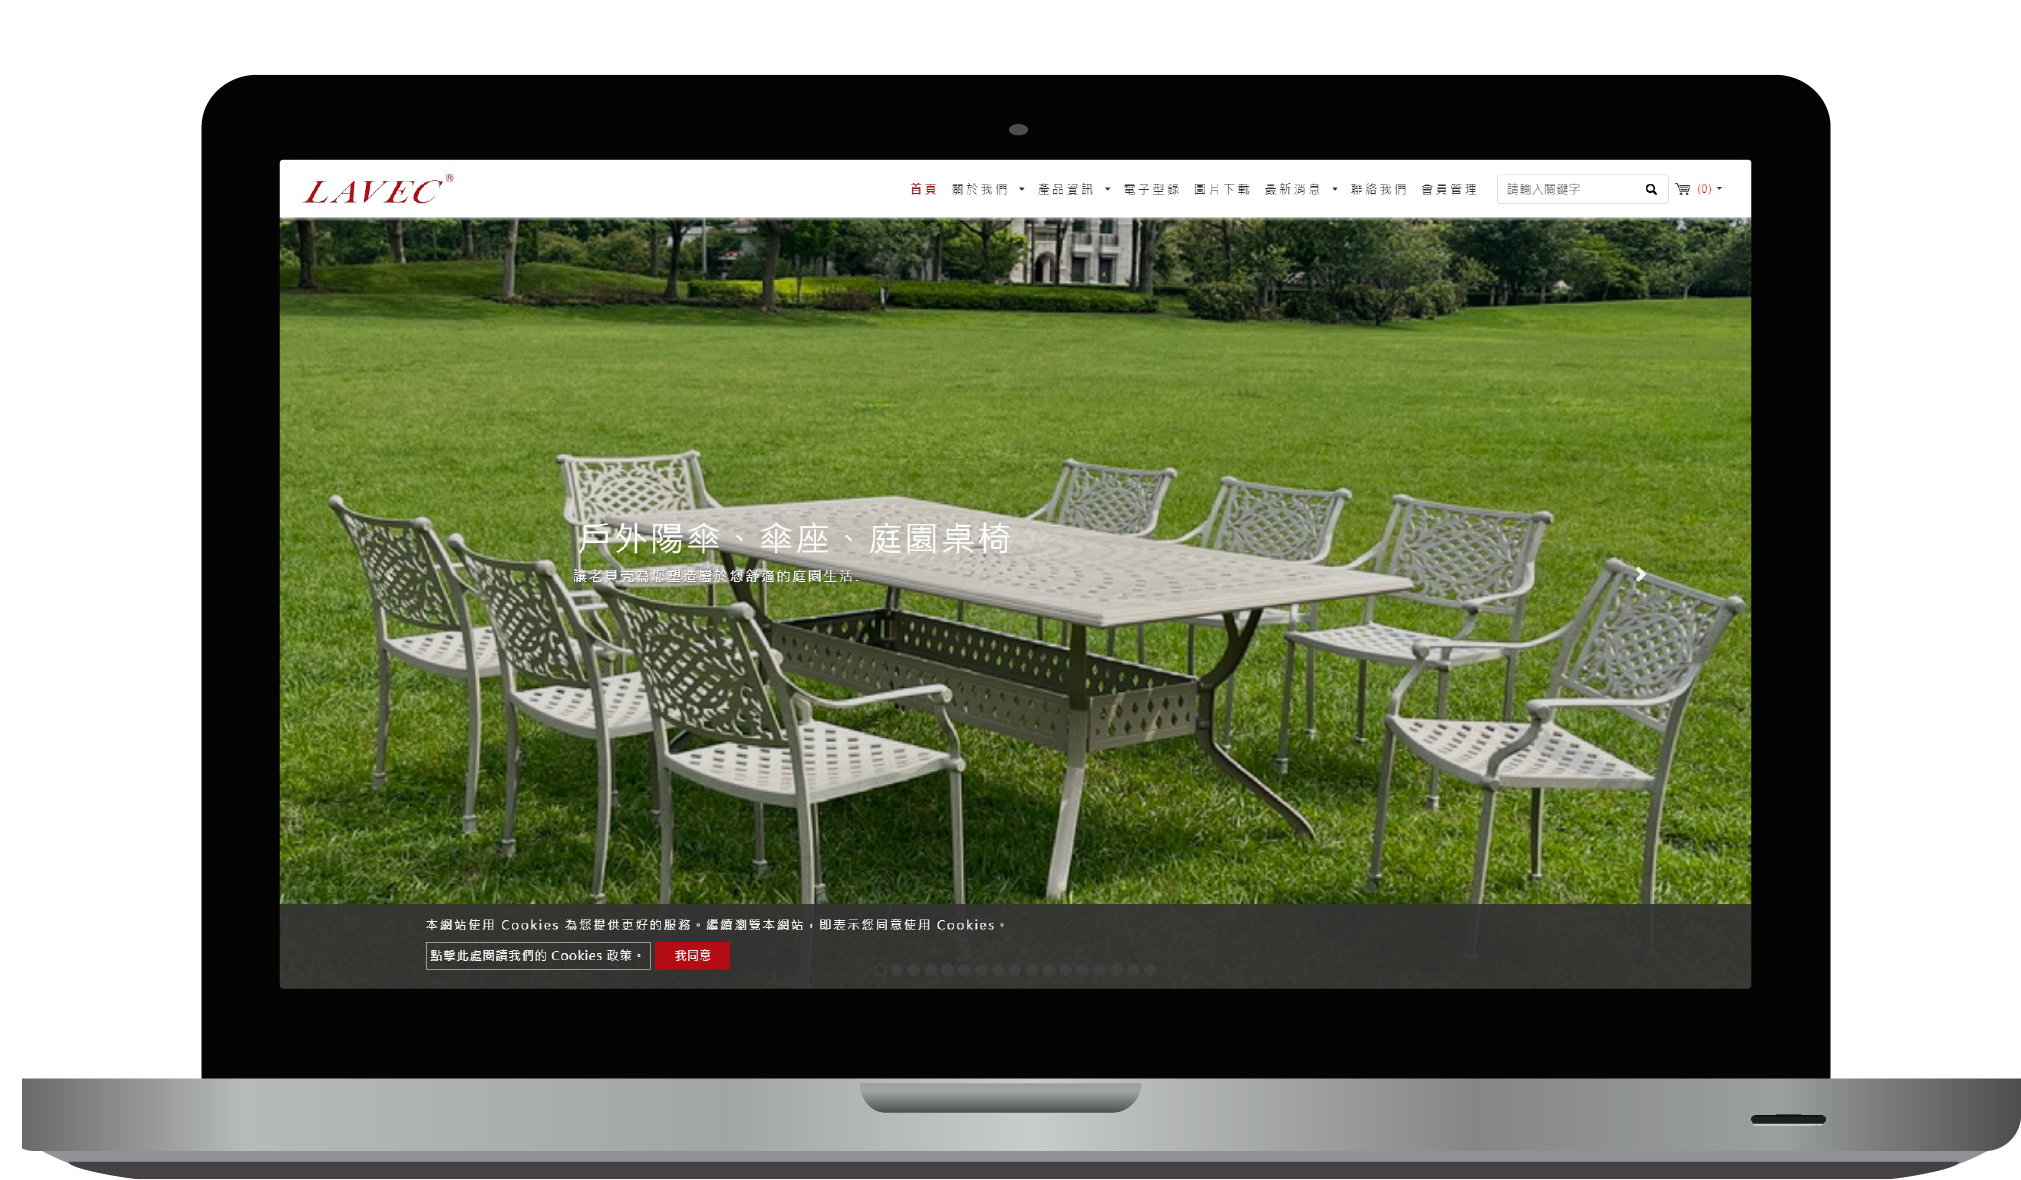 LAVEC®
首頁 關於我們 產品資訊 電子型錄 圖片下載 最新消息 聯絡我們 會員管理 請輸入關鍵字 (0)
戶外陽傘、傘座、庭園桌椅
讓老貝壳為您塑造屬於您舒適的庭園生活.
本網站使用 Cookies 為您提供更好的服務。繼續瀏覽本網站，即表示您同意使用 Cookies。
點擊此處閱讀我們的 Cookies 政策。 我同意